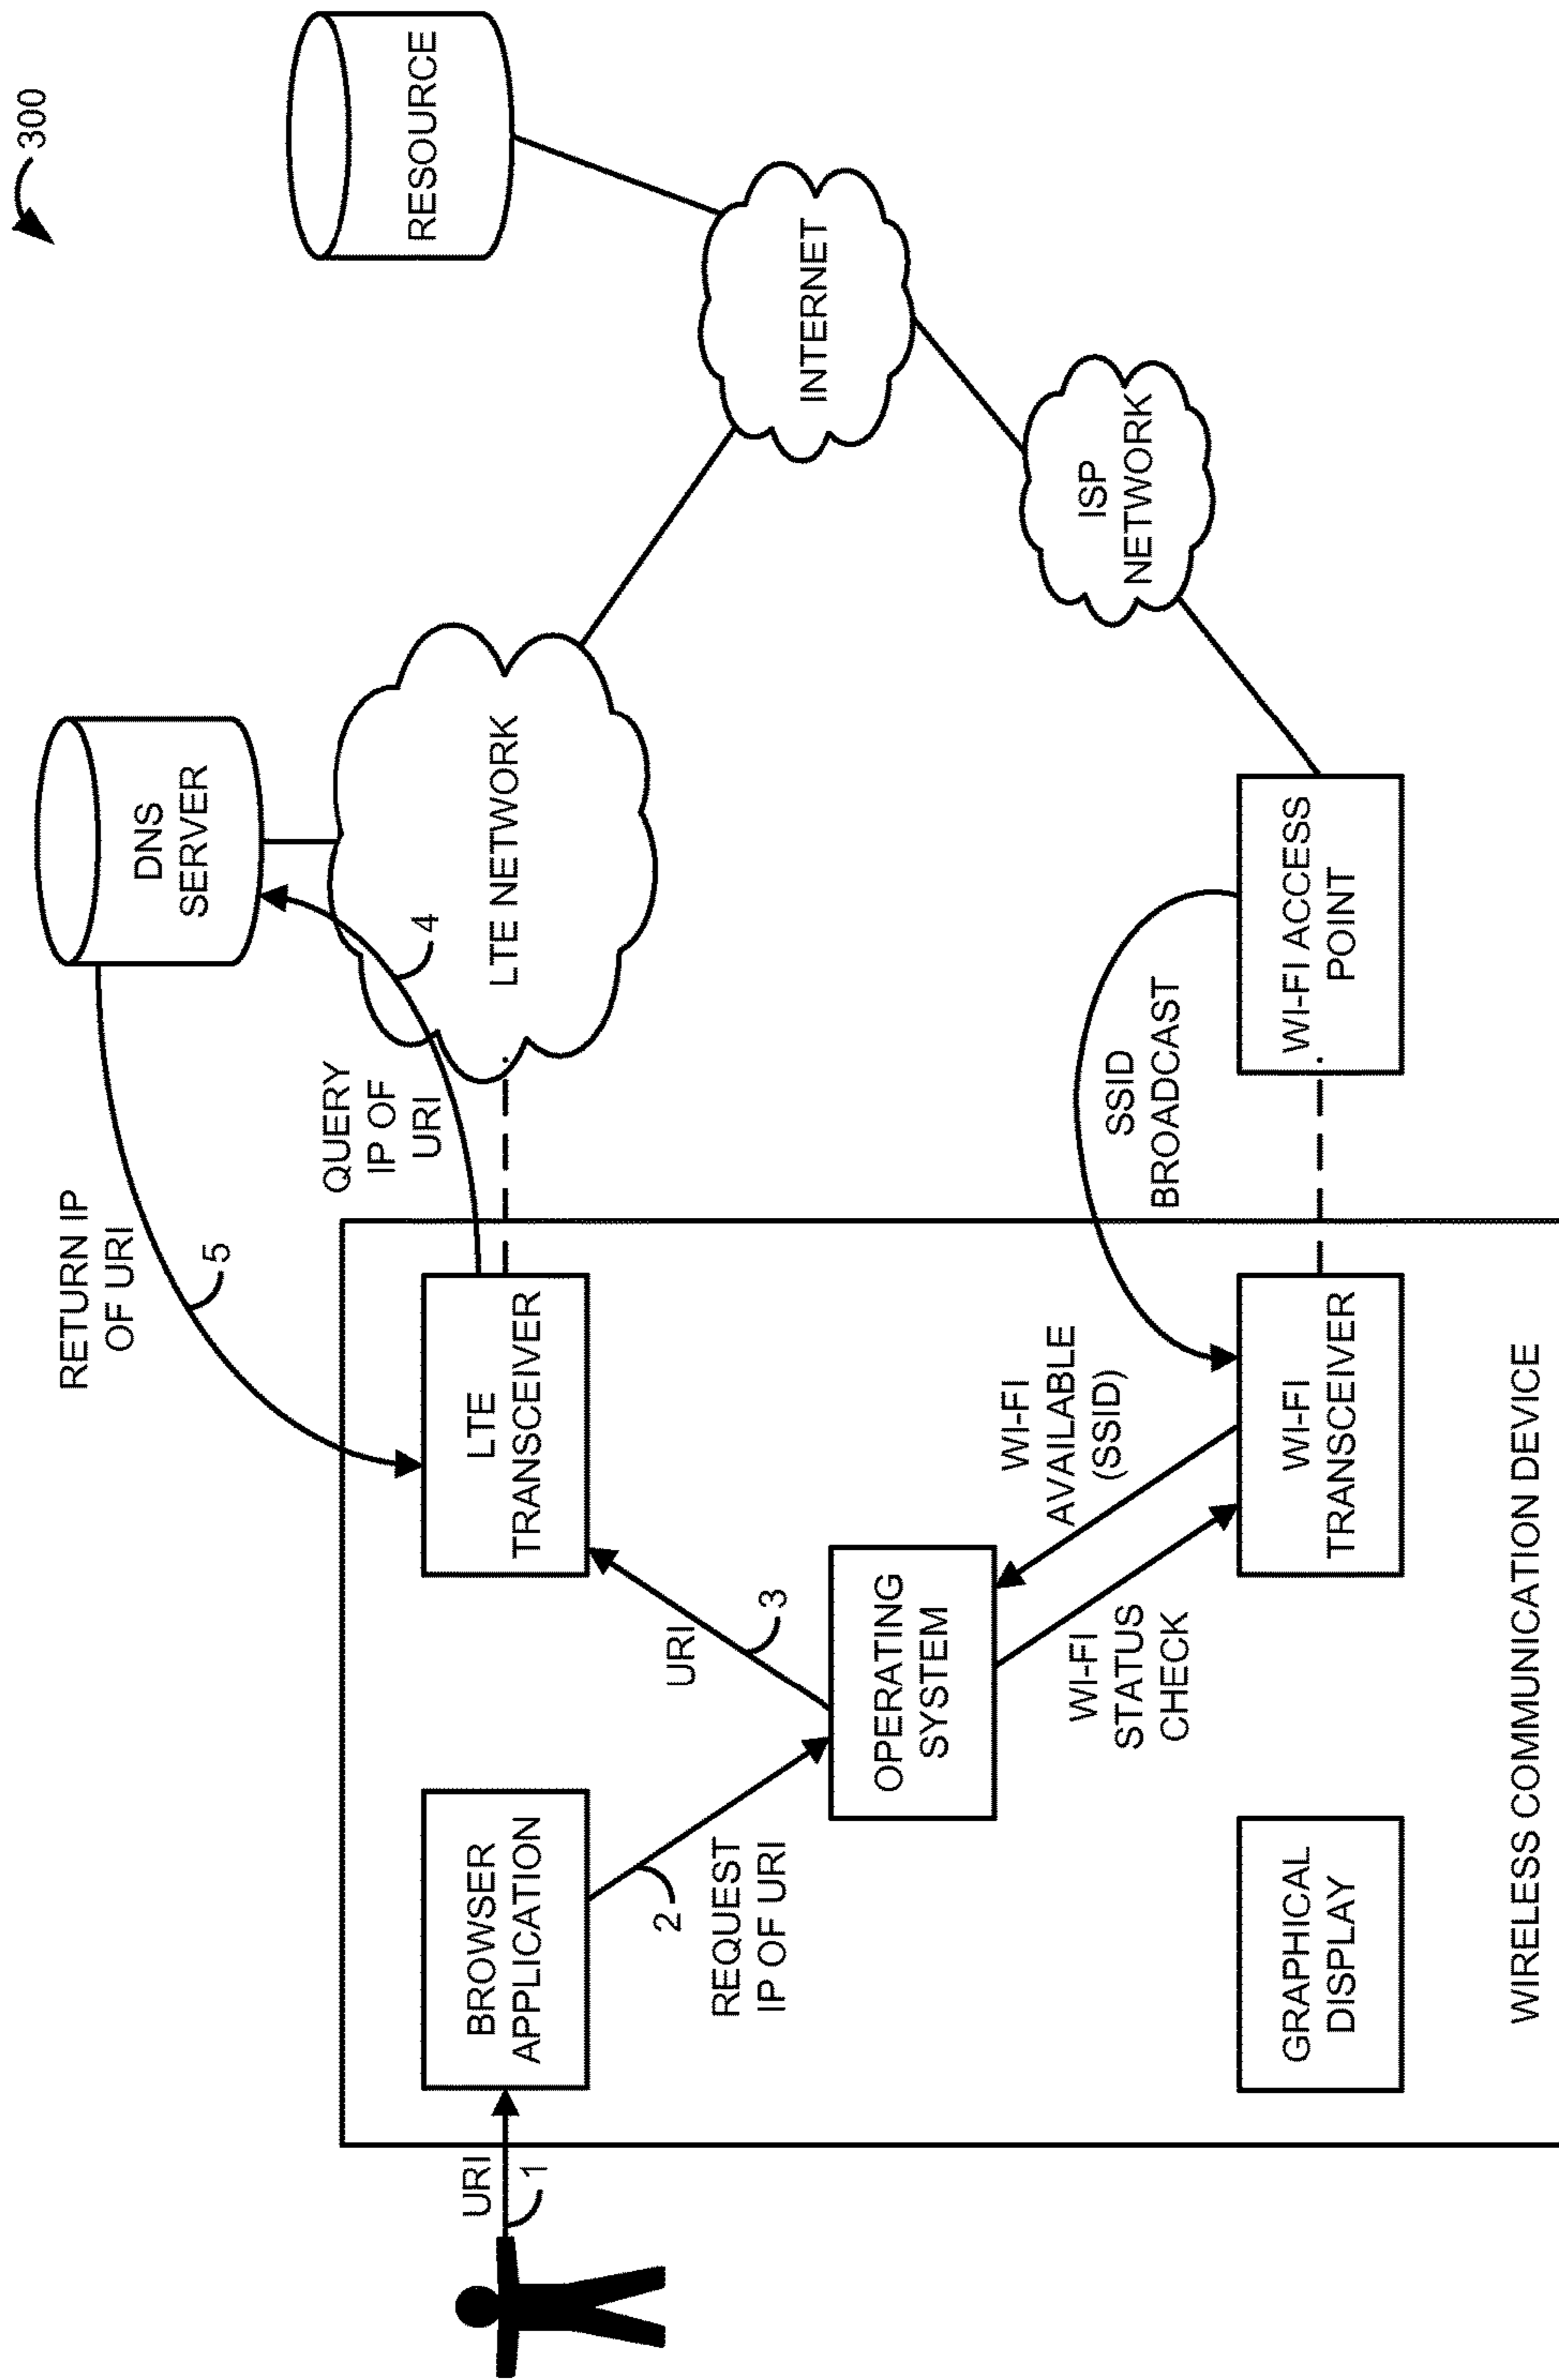 300
RESOURCE
DNS
SERVER
RETURN IP
OF URI
5
QUERY
IP OF
URI
4
LTE NETWORK
INTERNET
ISP
NETWORK
URI
1
BROWSER
APPLICATION
LTE
TRANSCEIVER
2
REQUEST
IP OF URI
URI
3
OPERATING
SYSTEM
WI-FI
AVAILABLE
(SSID)
WI-FI
STATUS
CHECK
SSID
BROADCAST
GRAPHICAL
DISPLAY
WI-FI
TRANSCEIVER
WI-FI ACCESS
POINT
WIRELESS COMMUNICATION DEVICE